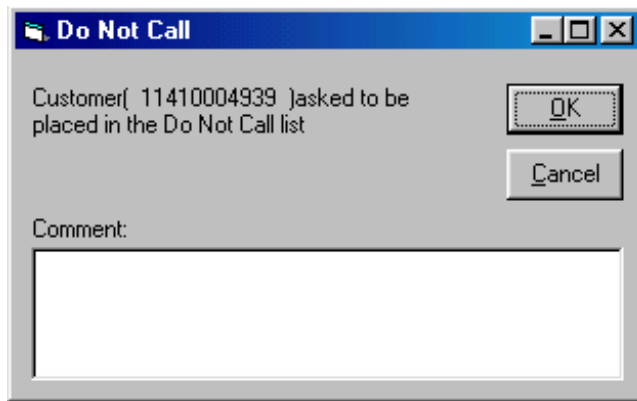 Do Not Call
Customer( 11410004939 )asked to be
placed in the Do Not Call list
OK
Cancel
Comment: